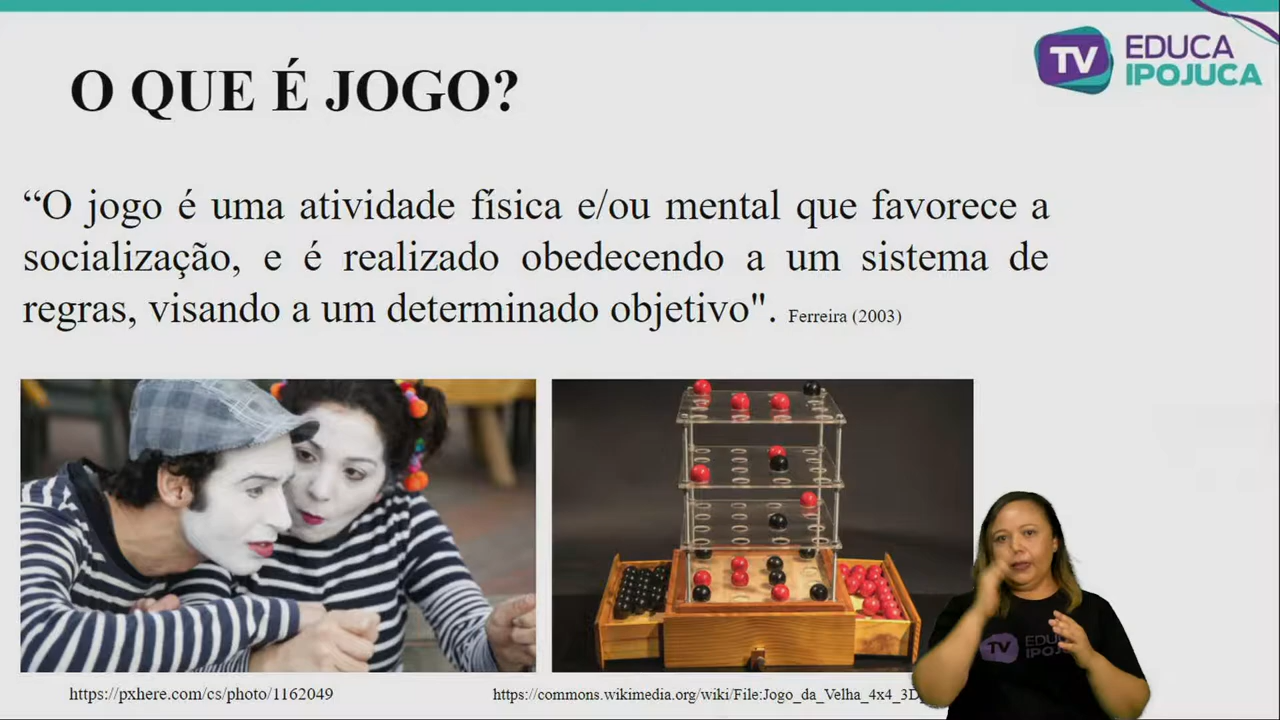 O QUE É JOGO?
TV EDUCA
IPOJUCA
“O jogo é uma atividade física e/ou mental que favorece a
socialização, e é realizado obedecendo a um sistema de
regras, visando a um determinado objetivo". Ferreira (2003)
https://pxhere.com/cs/photo/1162049
https://commons.wikimedia.org/wiki/File:Jogo_da_Velha_4x4_3D
TV